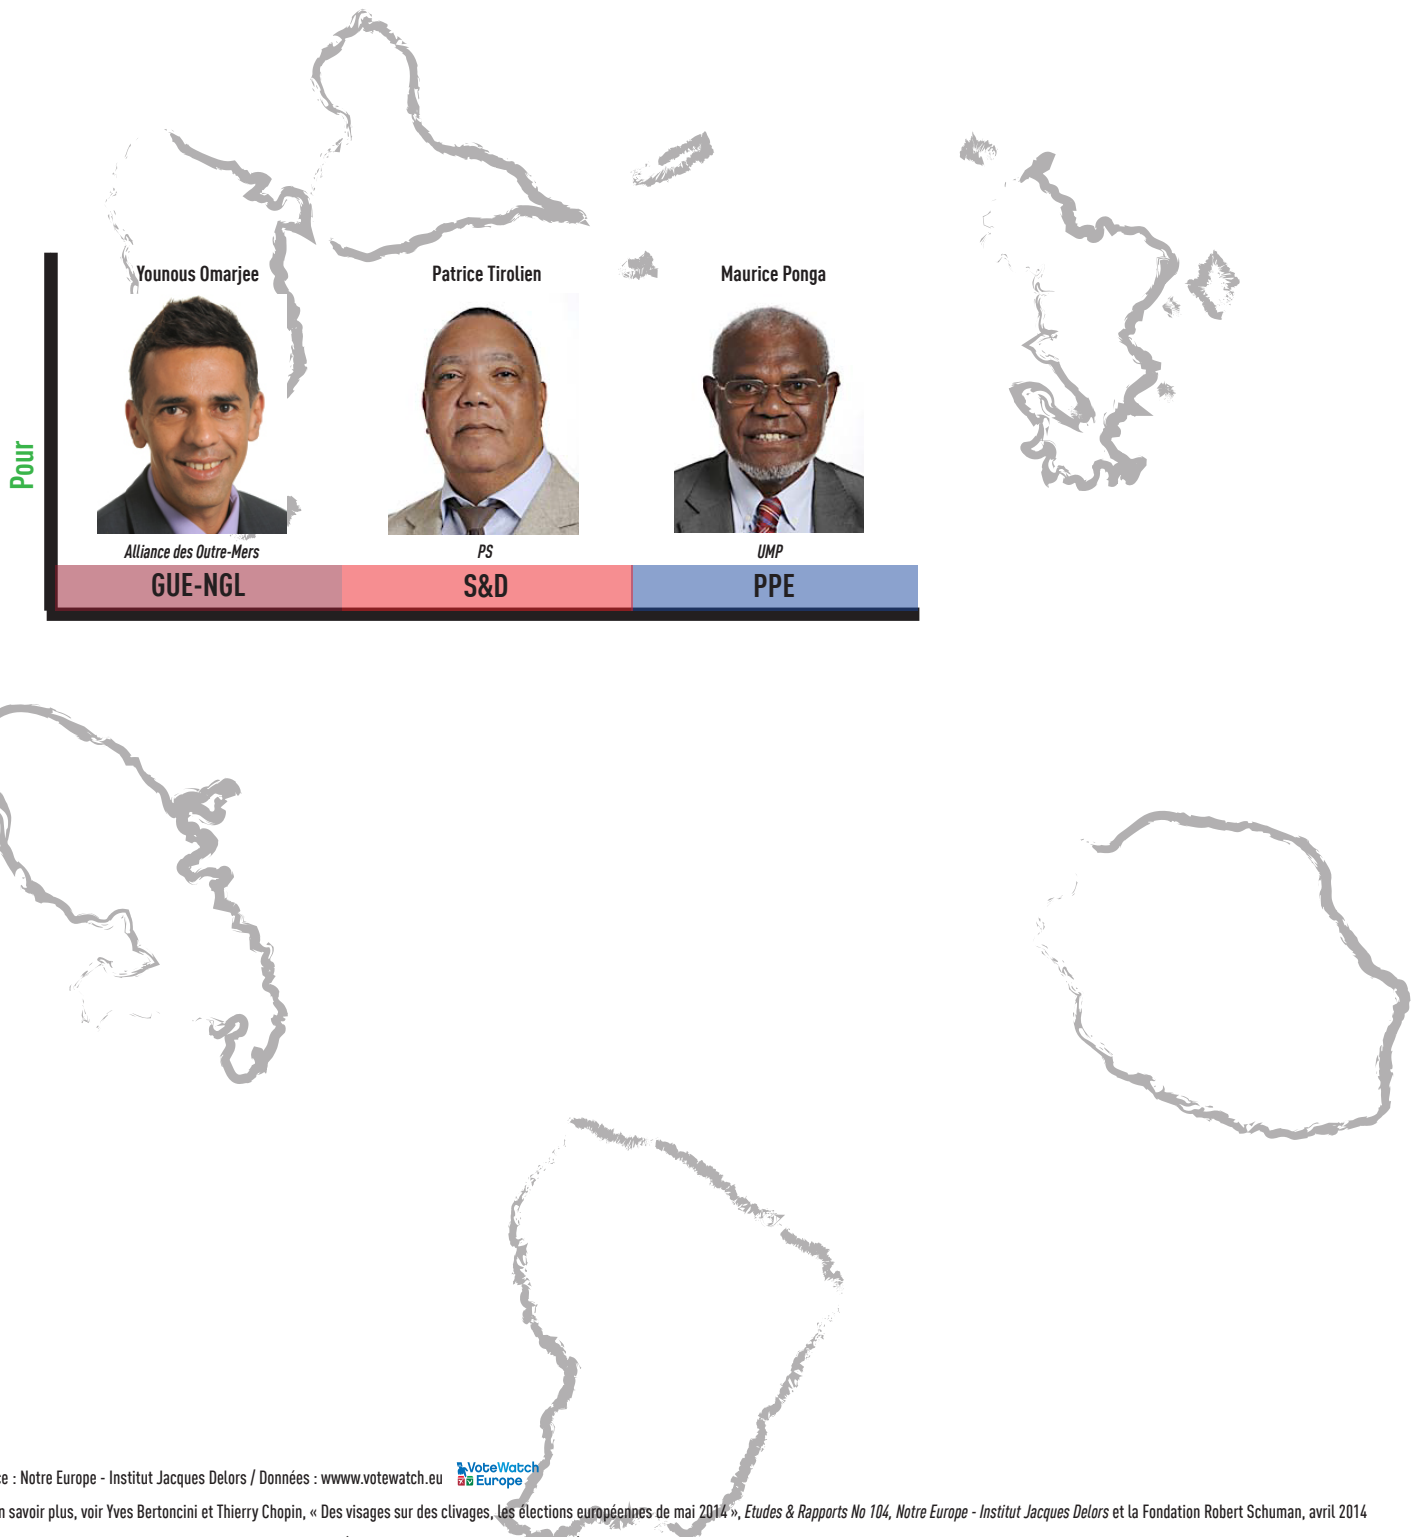 Younous Omarjee
Patrice Tirolien
Maurice Ponga
Pour
Alliance des Outre-Mers
PS
UMP
GUE-NGL
S&D
PPE
ce : Notre Europe - Institut Jacques Delors / Données : wwww.votewatch.eu
VoteWatch
Europe
n savoir plus, voir Yves Bertoncini et Thierry Chopin, « Des visages sur des clivages, les élections européennes de mai 2014 », Etudes & Rapports No 104, Notre Europe - Institut Jacques Delors et la Fondation Robert Schuman, avril 2014